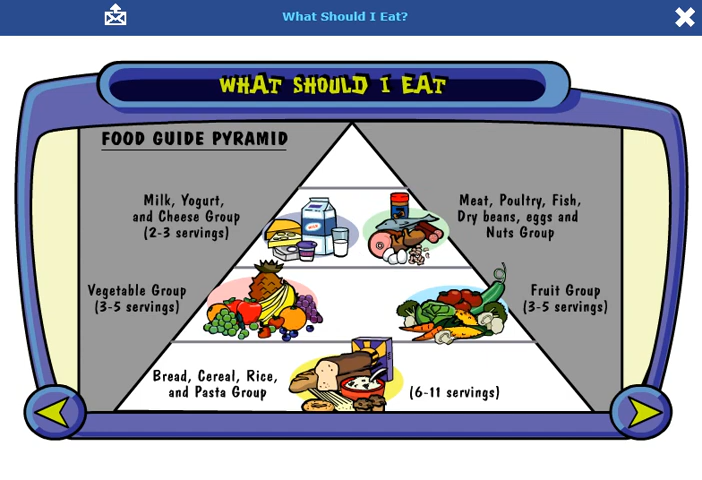 What Should I Eat?
WHAT SHOULD I EAT
FOOD GUIDE PYRAMID
Milk, Yogurt,
and Cheese Group
(2-3 servings)
Meat, Poultry, Fish,
Dry beans, eggs and
Nuts Group
Vegetable Group
(3-5 servings)
Fruit Group
(3-5 servings)
Bread, Cereal, Rice,
and Pasta Group
(6-11 servings)